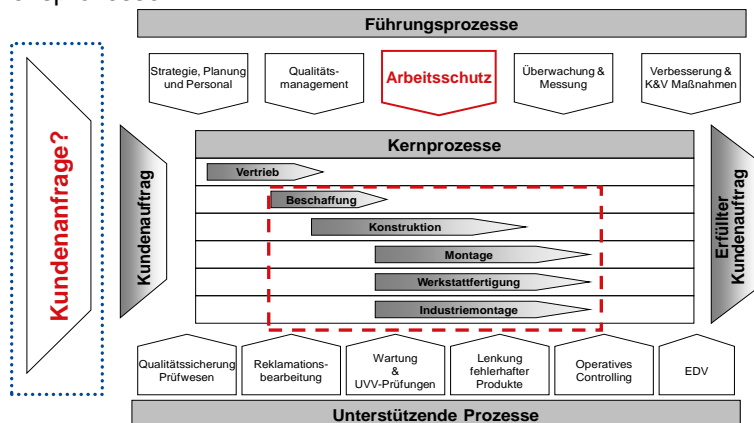 Führungsprozesse
Strategie, Planung
und Personal
Qualitäts-
management
Arbeitsschutz
Überwachung &
Messung
Verbesserung &
K&V Maßnahmen
Kundenanfrage?
Kundenauftrag
Kernprozesse
Vertrieb
Beschaffung
Konstruktion
Montage
Werkstattfertigung
Industriemontage
Erfüllter
Kundenauftrag
Qualitätssicherung
Prüfwesen
Reklamations-
bearbeitung
Wartung
&
UVV-Prüfungen
Lenkung
fehlerhafter
Produkte
Operatives
Controlling
EDV
Unterstützende Prozesse